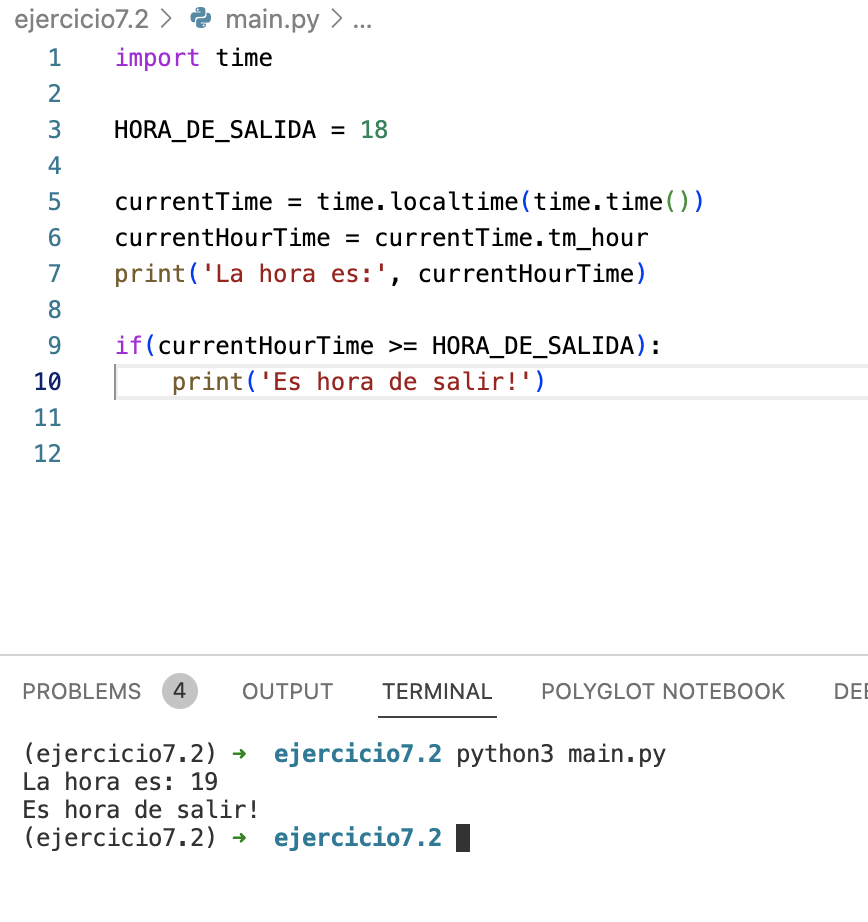 ejercicio7.2 > main.py > ...
1 import time
2
3 HORA_DE_SALIDA = 18
4
5 currentTime = time.localtime(time.time())
6 currentHourTime = currentTime.tm_hour
7 print('La hora es:', currentHourTime)
8
9 if(currentHourTime >= HORA_DE_SALIDA):
10     print('Es hora de salir!')
11
12
PROBLEMS 4 OUTPUT TERMINAL POLYGLOT NOTEBOOK
(ejercicio7.2) ➜ ejercicio7.2 python3 main.py
La hora es: 19
Es hora de salir!
(ejercicio7.2) ➜ ejercicio7.2